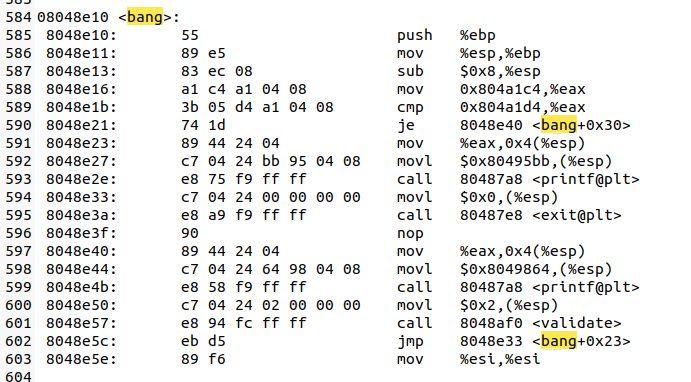 584 08048e10 <bang>:
585 8048e10: 55 push %ebp
586 8048e11: 89 e5 mov %esp,%ebp
587 8048e13: 83 ec 08 sub $0x8,%esp
588 8048e16: a1 c4 a1 04 08 mov 0x804a1c4,%eax
589 8048e1b: 3b 05 d4 a1 04 08 cmp 0x804a1d4,%eax
590 8048e21: 74 1d je 8048e40 <bang+0x30>
591 8048e23: 89 44 24 04 mov %eax,0x4(%esp)
592 8048e27: c7 04 24 bb 95 04 08 movl $0x80495bb,(%esp)
593 8048e2e: e8 75 f9 ff ff call 80487a8 <printf@plt>
594 8048e33: c7 04 24 00 00 00 00 movl $0x0,(%esp)
595 8048e3a: e8 a9 f9 ff ff call 80487e8 <exit@plt>
596 8048e3f: 90 nop
597 8048e40: 89 44 24 04 mov %eax,0x4(%esp)
598 8048e44: c7 04 24 64 98 04 08 movl $0x8049864,(%esp)
599 8048e4b: e8 58 f9 ff ff call 80487a8 <printf@plt>
600 8048e50: c7 04 24 02 00 00 00 movl $0x2,(%esp)
601 8048e57: e8 94 fc ff ff call 8048af0 <validate>
602 8048e5c: eb d5 jmp 8048e33 <bang+0x23>
603 8048e5e: 89 f6 mov %esi,%esi
604